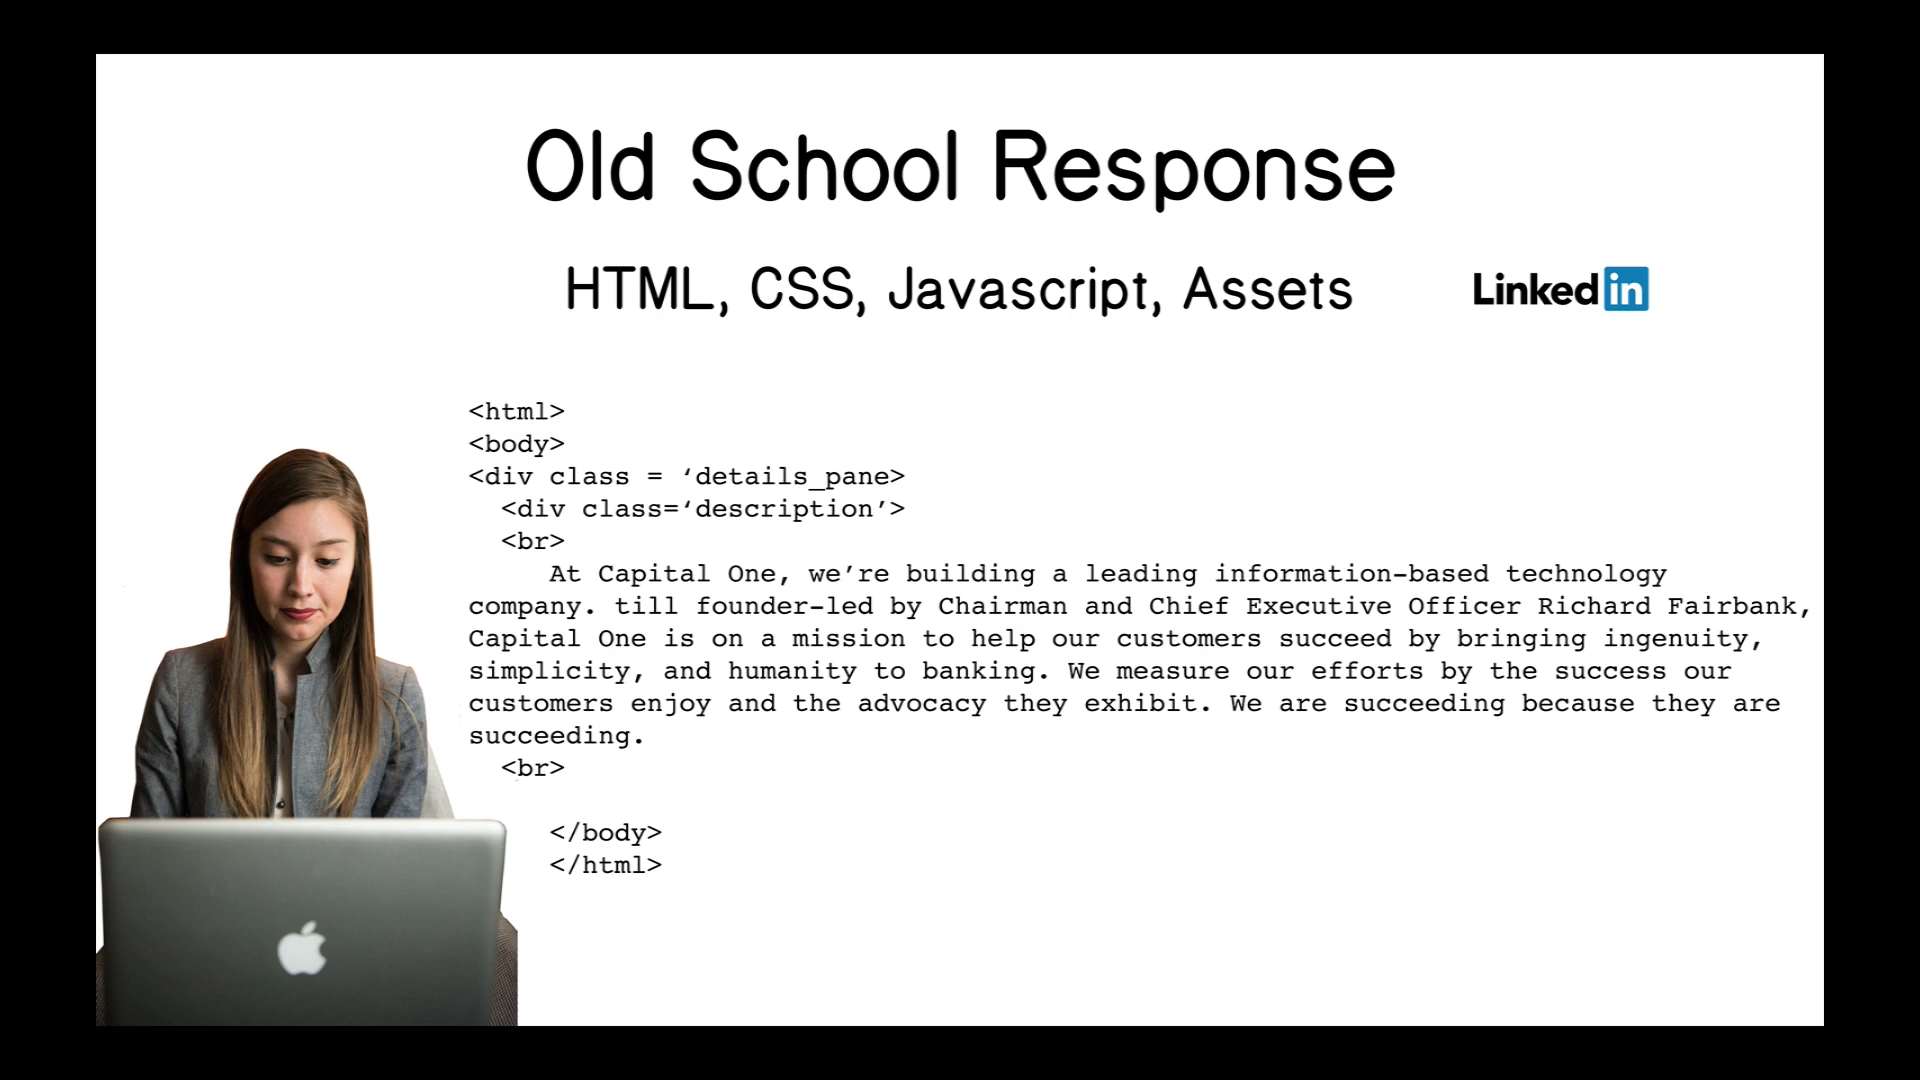 Old School Response
HTML, CSS, Javascript, Assets
Linked in
<html>
<body>
<div class = ‘details_pane>
<div class=‘description’>
<br>
At Capital One, we’re building a leading information-based technology
company. till founder-led by Chairman and Chief Executive Officer Richard Fairbank,
Capital One is on a mission to help our customers succeed by bringing ingenuity,
simplicity, and humanity to banking. We measure our efforts by the success our
customers enjoy and the advocacy they exhibit. We are succeeding because they are
succeeding.
<br>
</body>
</html>